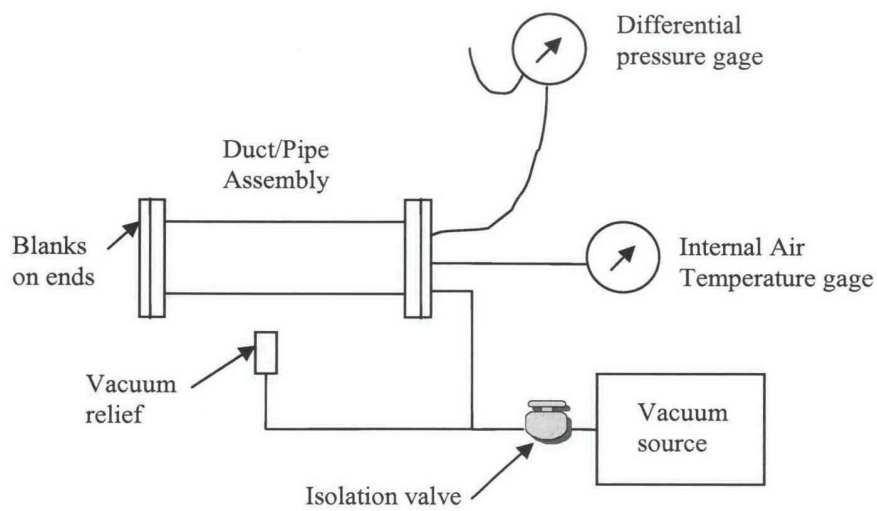 Differential
pressure gage
Duct/Pipe
Assembly
Blanks
on ends
Internal Air
Temperature gage
Vacuum
relief
Vacuum
source
Isolation valve